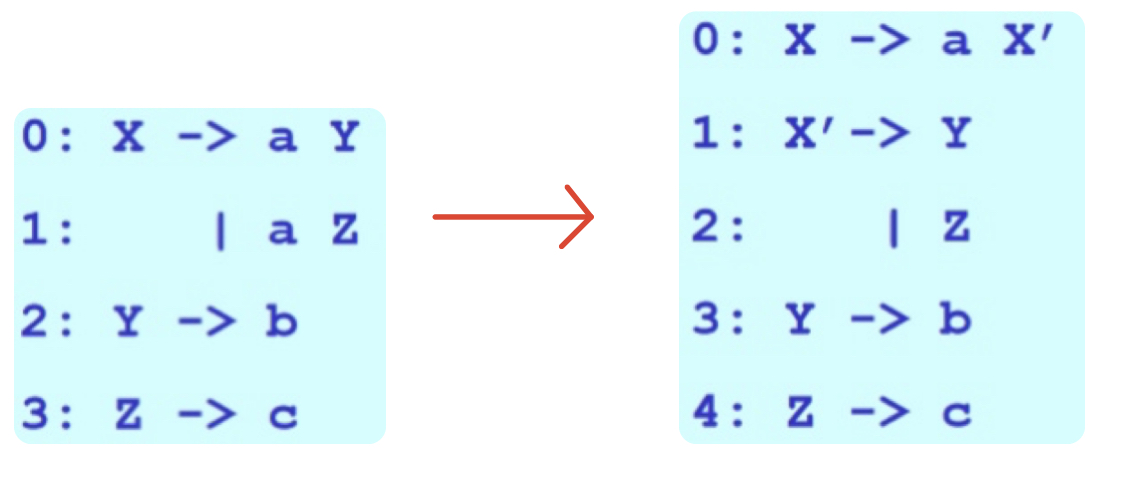 0: X -> a Y
1: | a Z
2: Y -> b
3: Z -> c
0: X -> a X′
1: X′-> Y
2: | Z
3: Y -> b
4: Z -> c